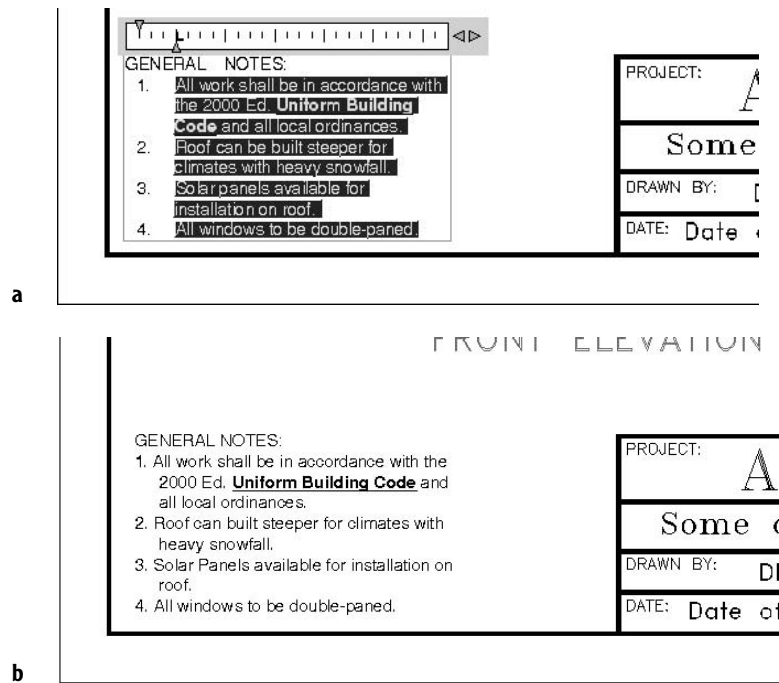 GENERAL NOTES:
1. All work shall be in accordance with
the 2000 Ed. Uniform Building
Code and all local ordinances.
2. Roof can be built steeper for
climates with heavy snowfall.
3. Solar panels available for
installation on roof.
4. All windows to be double-paned.
PROJECT: A
Some
DRAWN BY: D
DATE: Date
a
FRONT ELEVATION
GENERAL NOTES:
1. All work shall be in accordance with the
2000 Ed. Uniform Building Code and
all local ordinances.
2. Roof can built steeper for climates with
heavy snowfall.
3. Solar Panels available for installation on
roof.
4. All windows to be double-paned.
PROJECT: A
Some
DRAWN BY: D
DATE: Date of
b